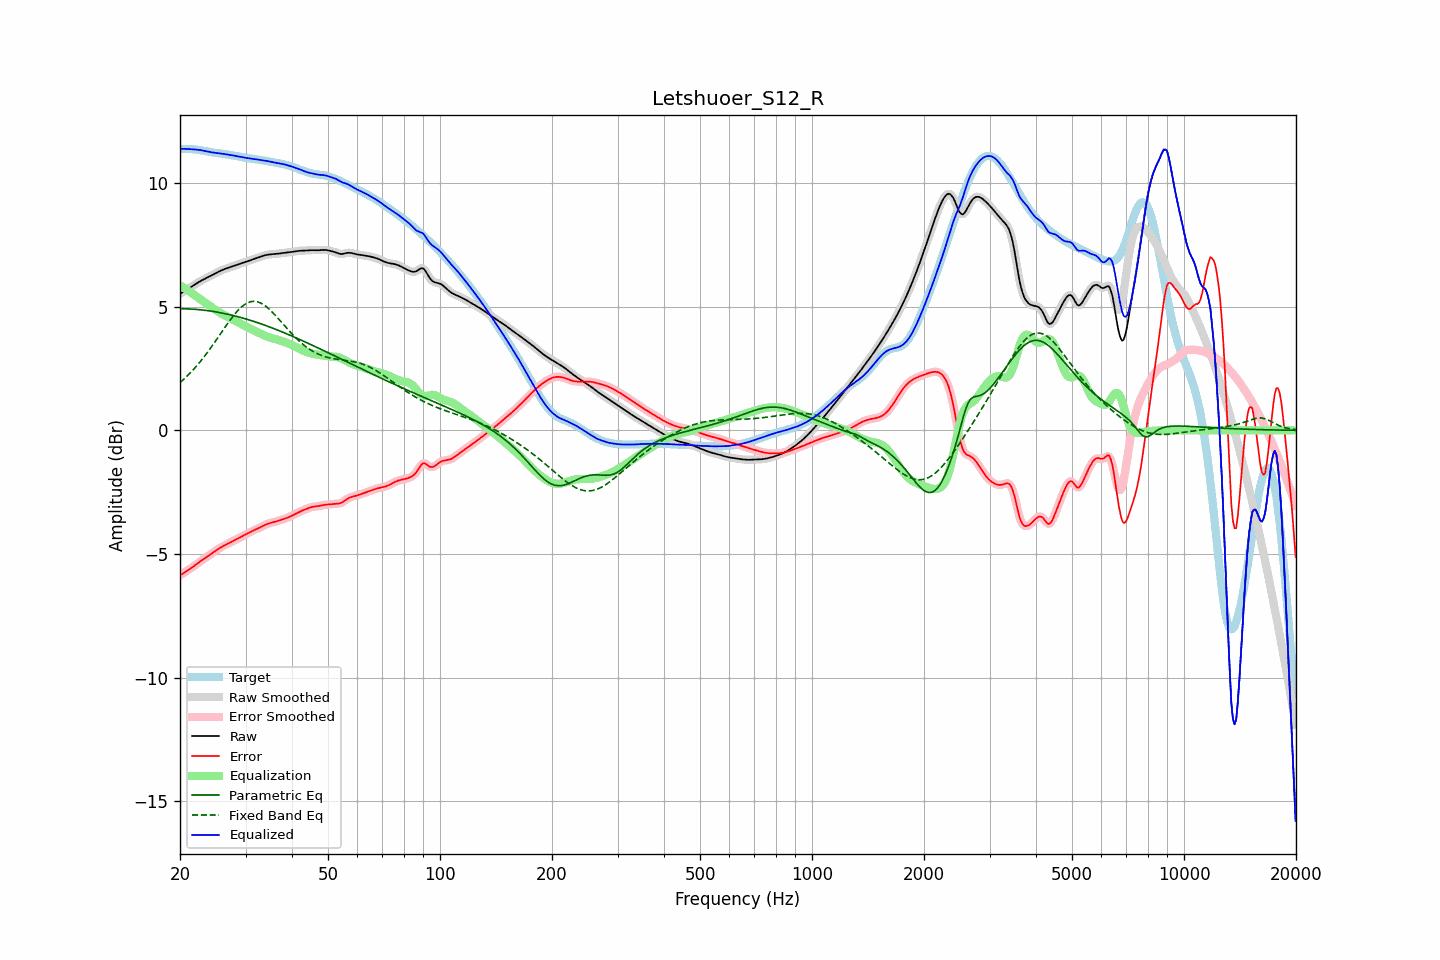 Letshuoer_S12_R
Amplitude (dBr)
10
5
0
−5
−10
−15
Target
Raw Smoothed
Error Smoothed
Raw
Error
Equalization
Parametric Eq
Fixed Band Eq
Equalized
20 50 100 200 500 1000 2000 5000 10000 20000
Frequency (Hz)